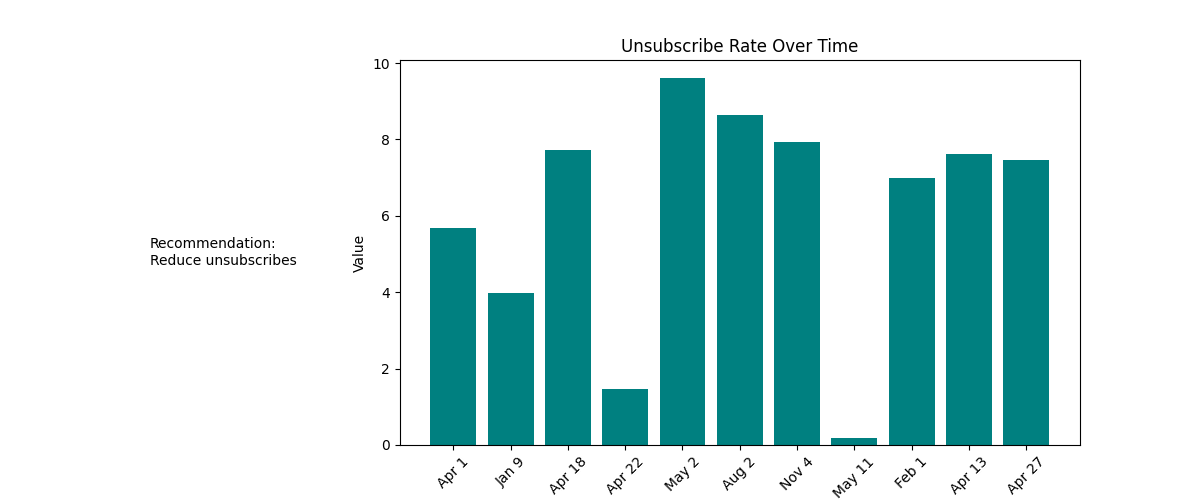 Unsubscribe Rate Over Time
Recommendation:
Reduce unsubscribes
Value
10
8
6
4
2
0
Apr 1
Jan 9
Apr 18
Apr 22
May 2
Aug 2
Nov 4
May 11
Feb 1
Apr 13
Apr 27